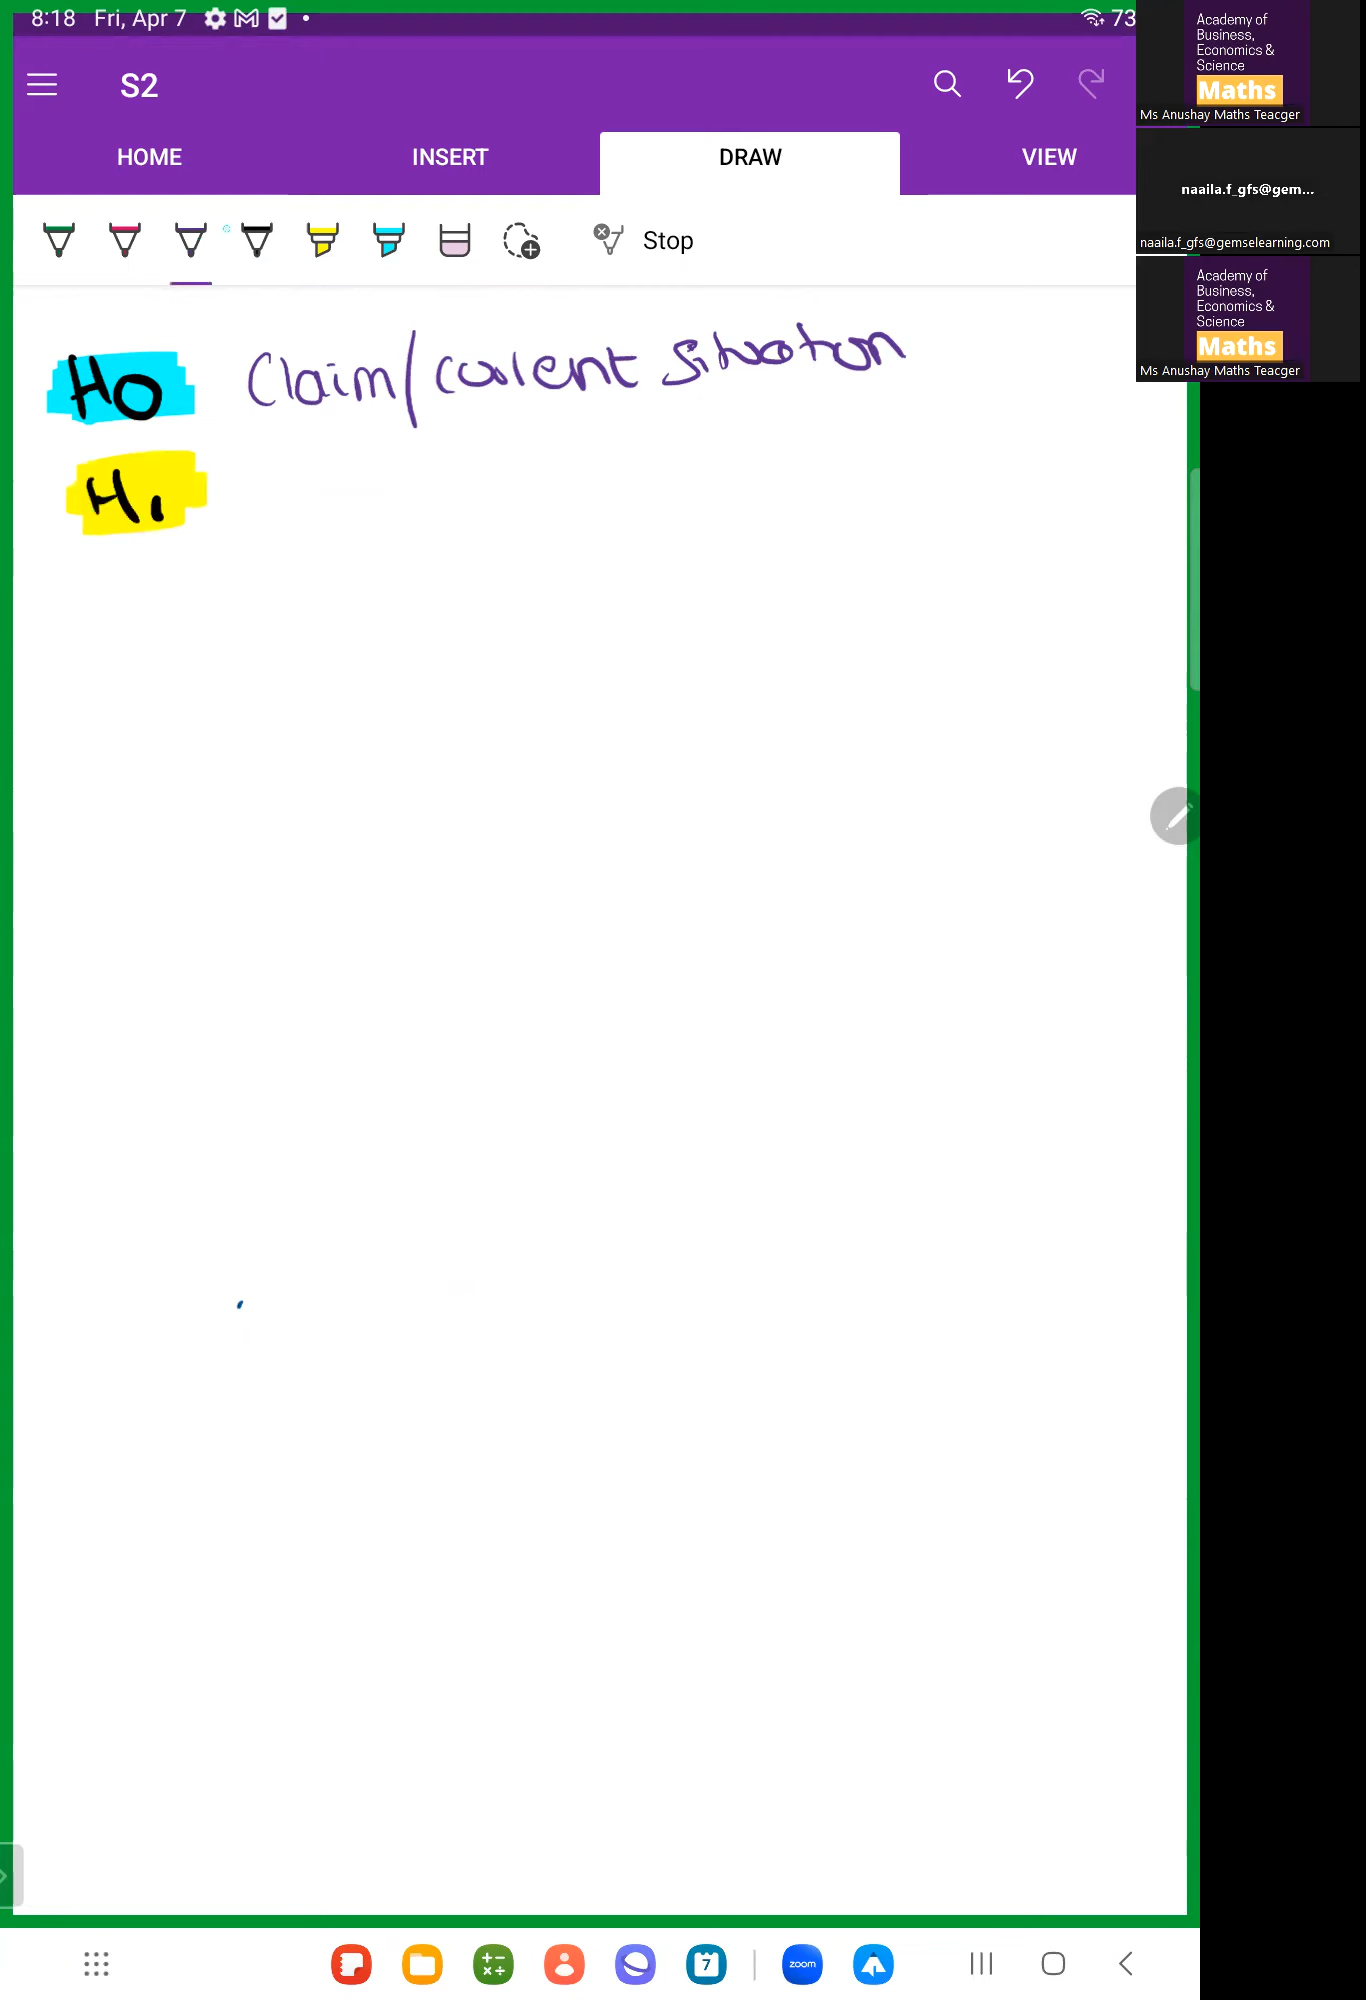 8:18 Fri, Apr 7
73
S2
HOME INSERT DRAW VIEW
Stop
Academy of
Business,
Economics &
Science
Maths
Ms Anushay Maths Teacger
naaila.f_gfs@gem...
naaila.f_gfs@gemselearning.com
Academy of
Business,
Economics &
Science
Maths
Ms Anushay Maths Teacger
H0 Claim/current situation
H1
7
zoom